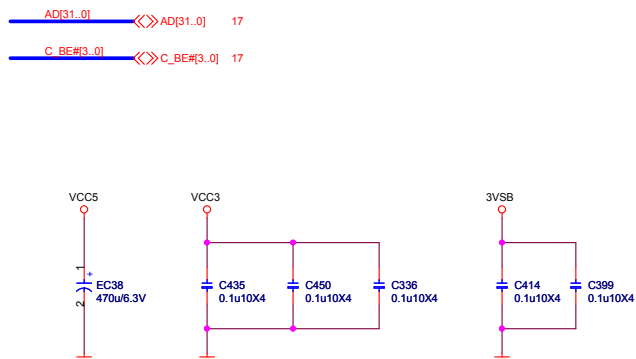 AD[31..0] AD[31..0] 17
C_BE#[3..0] C_BE#[3..0] 17
VCC5 VCC3 3VSB
1
+
EC38 C435 C450 C336 C414 C399
470u/6.3V 0.1u10X4 0.1u10X4 0.1u10X4 0.1u10X4 0.1u10X4
2